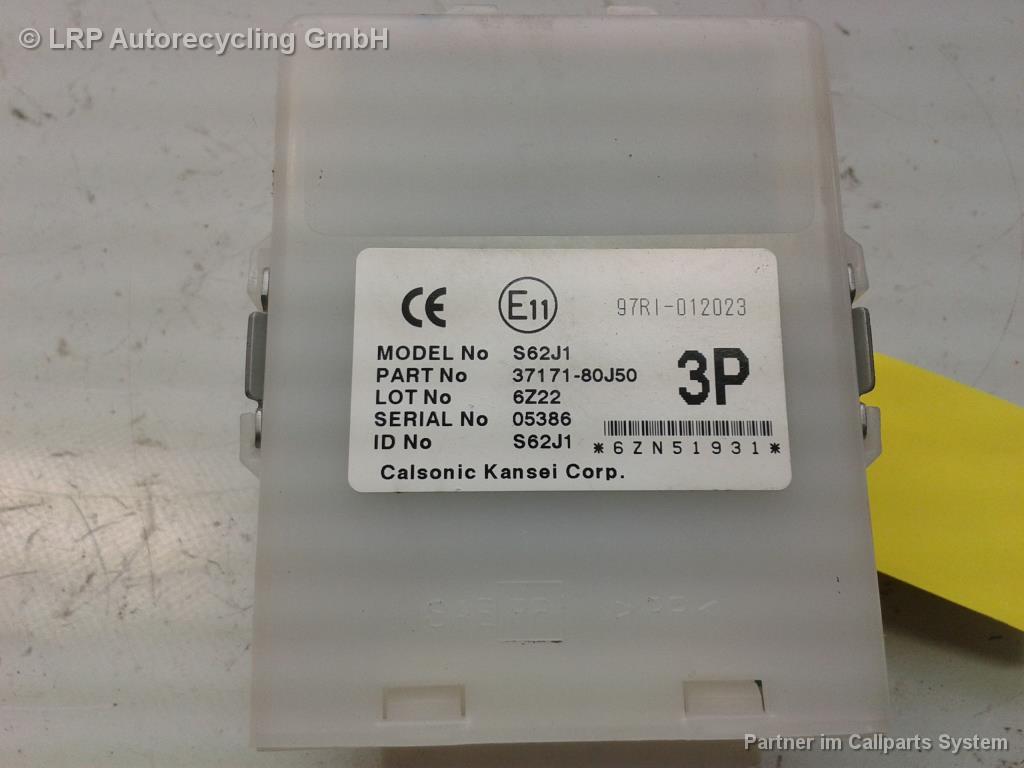 © LRP Autorecycling GmbH
CE E11 97RI-012023
MODEL No S62J1
PART No 37171-80J50
LOT No 6Z22
SERIAL No 05386
ID No S62J1
3P
*6ZN51931*
Calsonic Kansei Corp.
>PP<
Partner im Callparts System